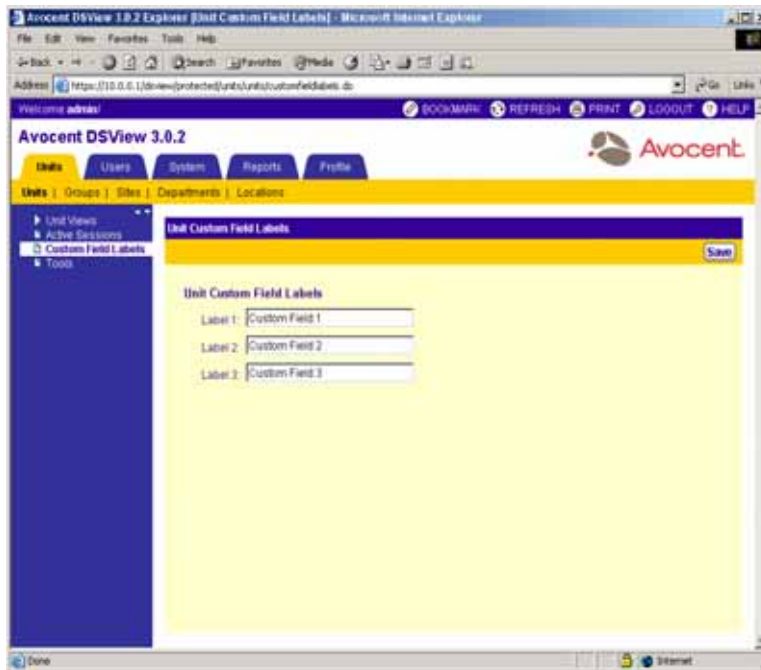 Avocent DSView 3.0.2 Explorer [Unit Custom Field Labels] - Microsoft Internet Explorer
File Edit View Favorites Tools Help
Back Search Favorites Media
Address https://10.0.0.1/dsview/protected/units/units/customfieldlabels.do Go Links
Welcome admin! BOOKMARK REFRESH PRINT LOGOUT HELP
Avocent DSView 3.0.2
Avocent.
Units Users System Reports Profile
Units | Groups | Sites | Departments | Locations
Unit Views
Active Sessions
Custom Field Labels
Tools
Unit Custom Field Labels
Save
Unit Custom Field Labels
Label 1: Custom Field 1
Label 2: Custom Field 2
Label 3: Custom Field 3
Done Internet